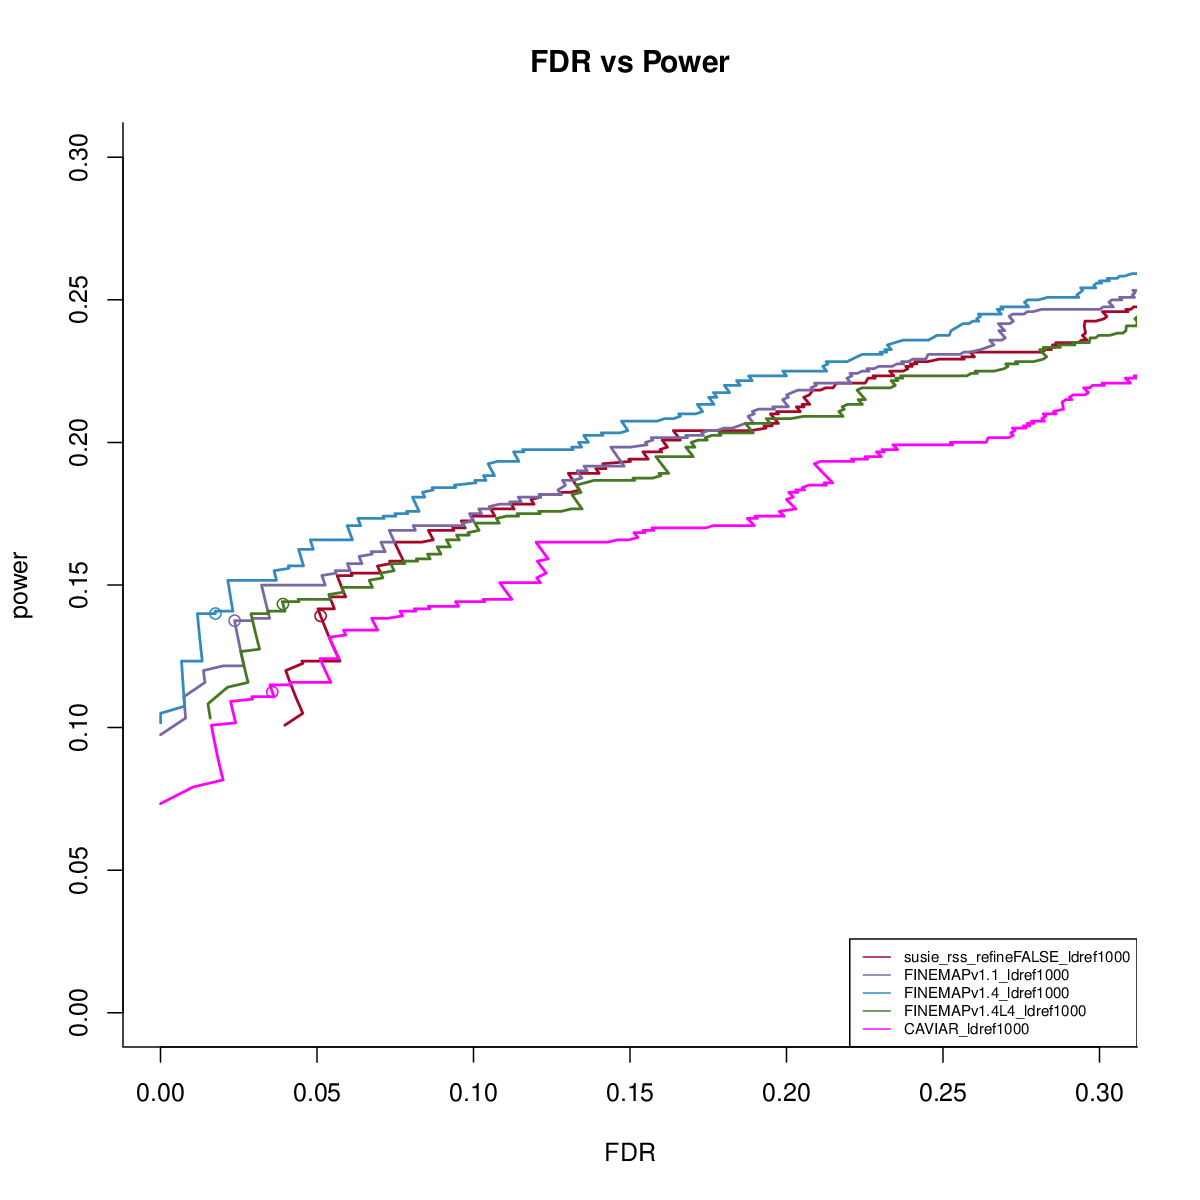 FDR vs Power
power
0.30
0.25
0.20
0.15
0.10
0.05
0.00
susie_rss_refineFALSE_ldref1000
FINEMAPv1.1_ldref1000
FINEMAPv1.4_ldref1000
FINEMAPv1.4L4_ldref1000
CAVIAR_ldref1000
0.00 0.05 0.10 0.15 0.20 0.25 0.30
FDR